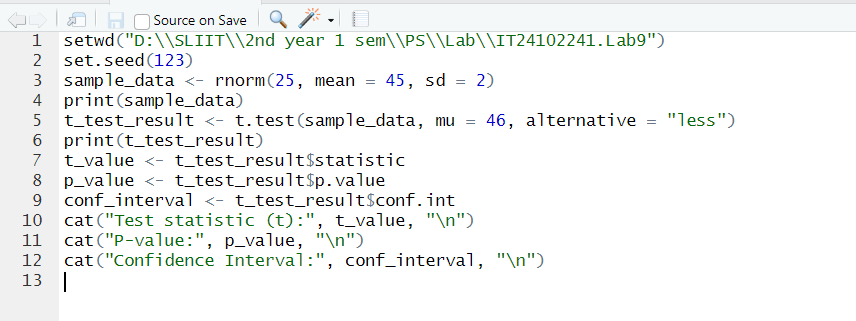 Source on Save
1 setwd("D:\\SLIIT\\2nd year 1 sem\\PS\\Lab\\IT24102241.Lab9")
2 set.seed(123)
3 sample_data <- rnorm(25, mean = 45, sd = 2)
4 print(sample_data)
5 t_test_result <- t.test(sample_data, mu = 46, alternative = "less")
6 print(t_test_result)
7 t_value <- t_test_result$statistic
8 p_value <- t_test_result$p.value
9 conf_interval <- t_test_result$conf.int
10 cat("Test statistic (t):", t_value, "\n")
11 cat("P-value:", p_value, "\n")
12 cat("Confidence Interval:", conf_interval, "\n")
13